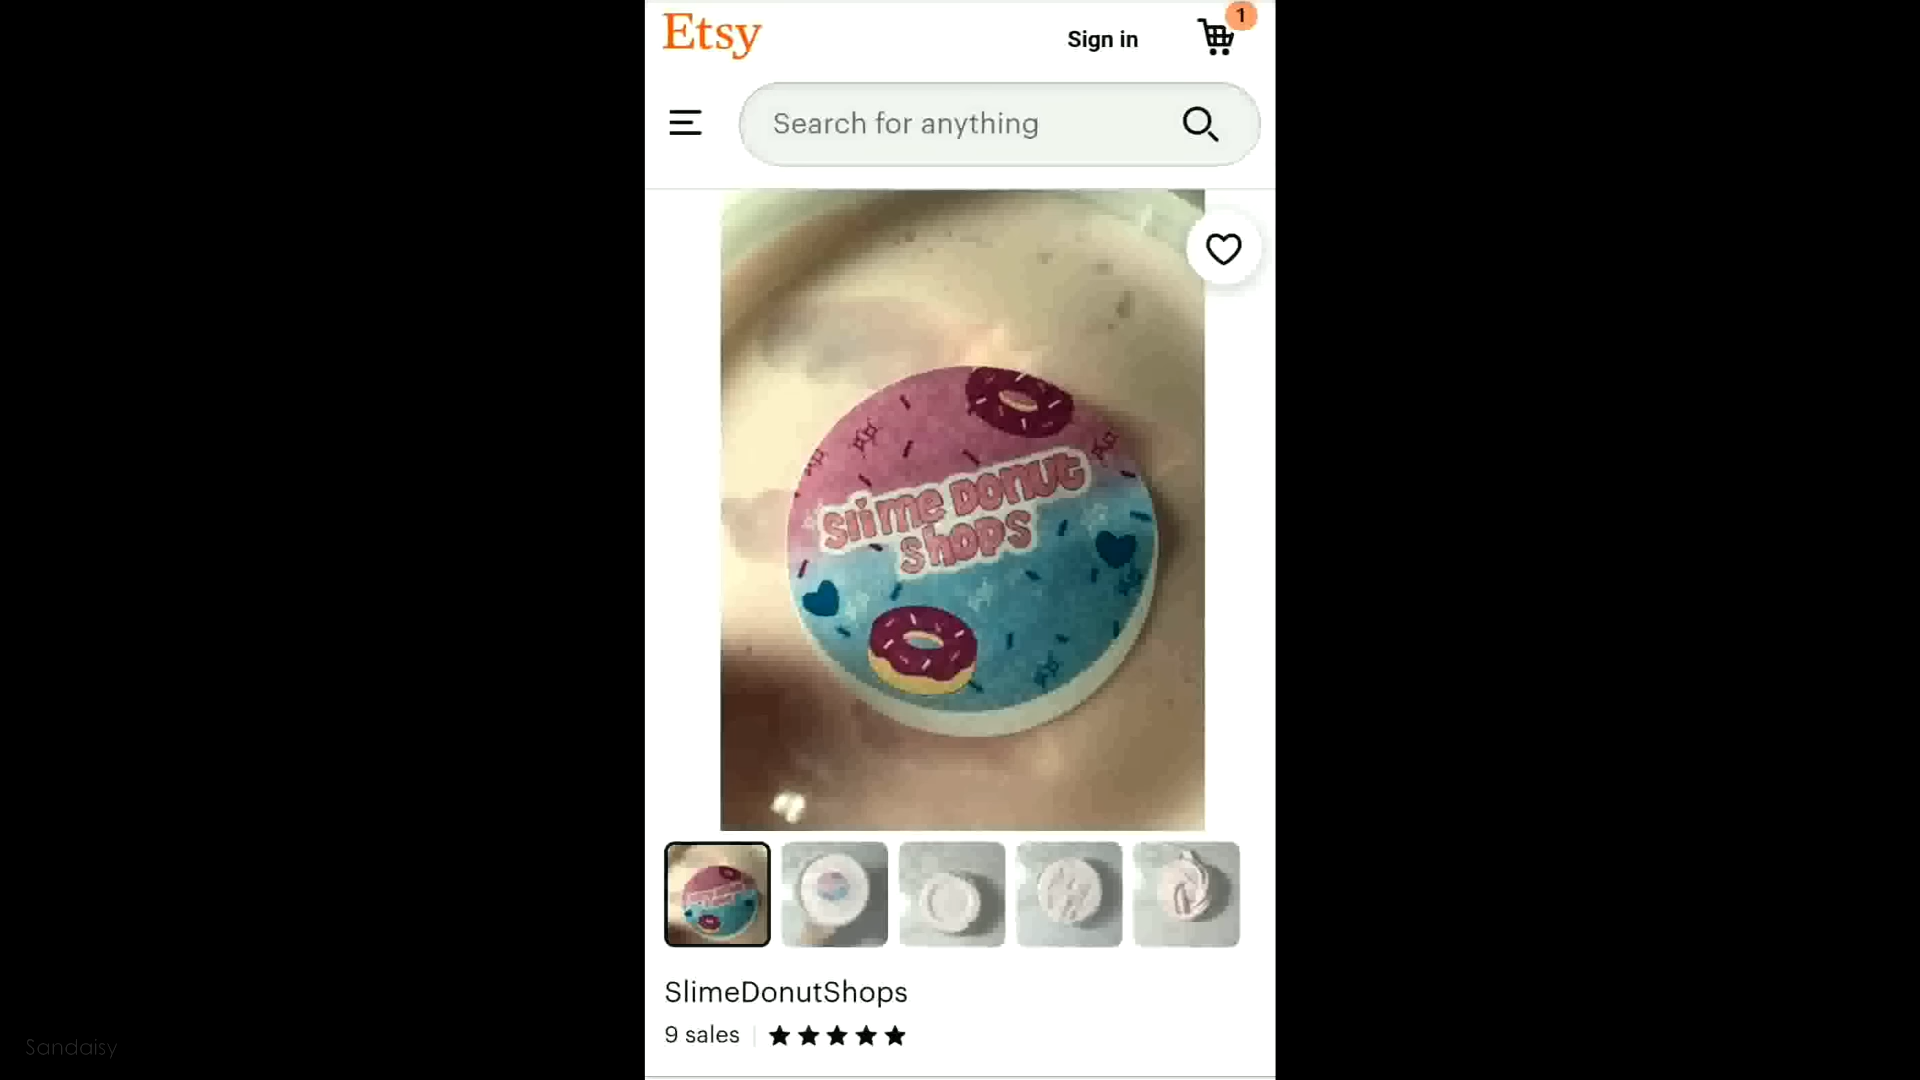 Etsy
Sign in
1
Search for anything
Slime Donut
Shops
SlimeDonutShops
9 sales
Sandaisy